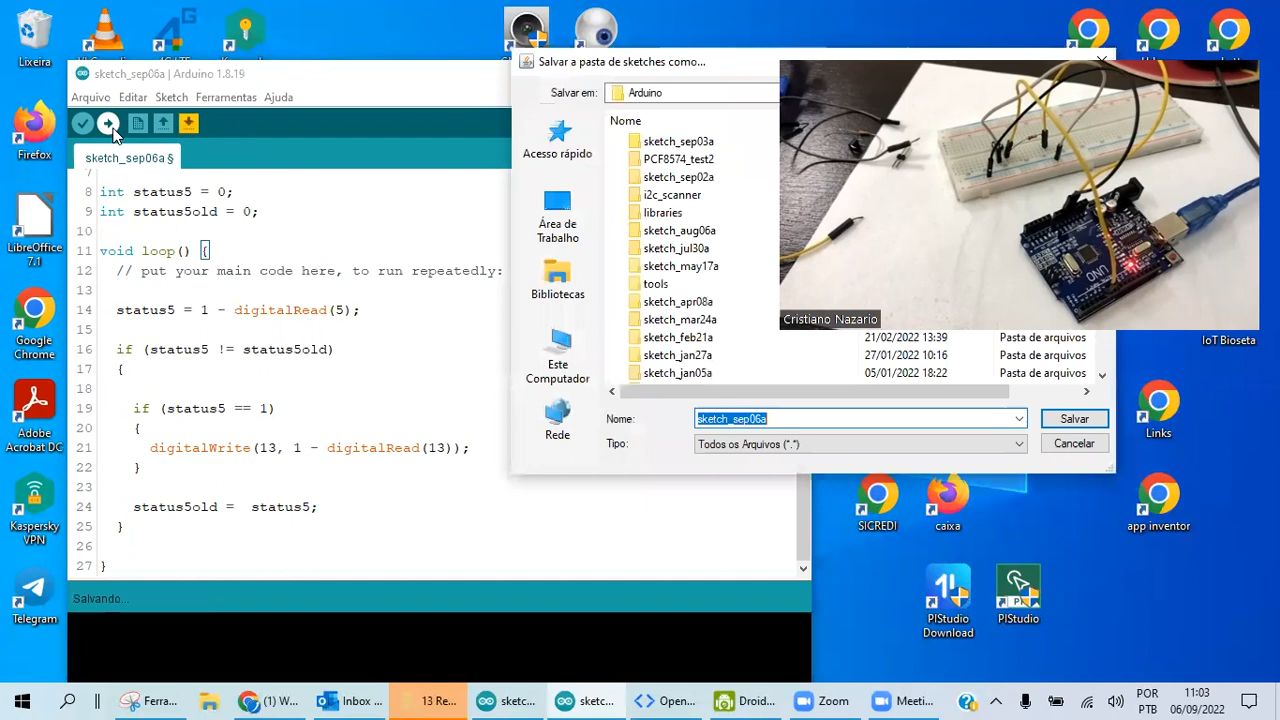 Lixeira
Firefox
LibreOffice
7.1
Google
Chrome
Adobe
Acrobat DC
Kaspersky
VPN
Telegram
sketch_sep06a | Arduino 1.8.19
Arquivo Editar Sketch Ferramentas Ajuda
sketch_sep06a §
7
8 int status5 = 0;
9 int status5old = 0;
10
11 void loop() {
12 // put your main code here, to run repeatedly:
13
14 status5 = 1 - digitalRead(5);
15
16 if (status5 != status5old)
17 {
18
19 if (status5 == 1)
20 {
21 digitalWrite(13, 1 - digitalRead(13));
22 }
23
24 status5old =  status5;
25 }
26
27 }
Salvando...
Salvar a pasta de sketches como...
Salvar em: Arduino
Acesso rápido
Área de
Trabalho
Bibliotecas
Este
Computador
Rede
Nome
sketch_sep03a
PCF8574_test2
sketch_sep02a
i2c_scanner
libraries
sketch_aug06a
sketch_jul30a
sketch_may17a
tools
sketch_apr08a
sketch_mar24a
sketch_feb21a 21/02/2022 13:39 Pasta de arquivos
sketch_jan27a 27/01/2022 10:16 Pasta de arquivos
sketch_jan05a 05/01/2022 18:22 Pasta de arquivos
Nome: sketch_sep06a Salvar
Tipo: Todos os Arquivos (*.*) Cancelar
UNO
Cristiano Nazario
IoT Bioseta
Links
SICREDI
caixa
app inventor
PIStudio
Download
PIStudio
Ferra...
(1) W...
Inbox ...
13 Re...
sketc...
sketc...
Open...
Droid...
Zoom
Meeti...
POR
PTB
11:03
06/09/2022